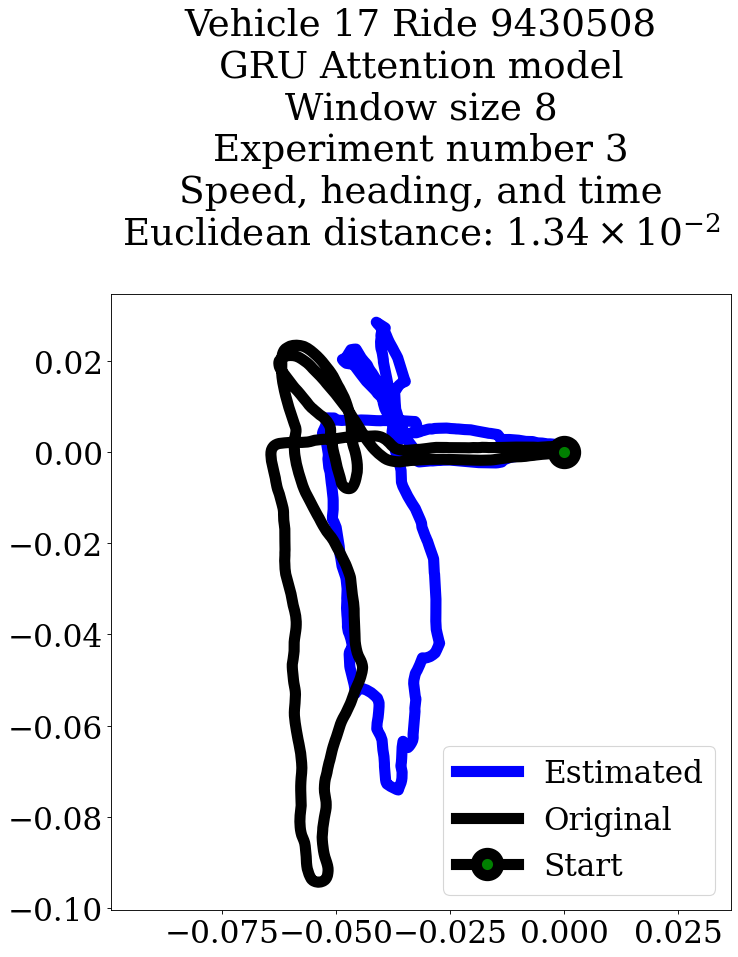 Vehicle 17 Ride 9430508
GRU Attention model
Window size 8
Experiment number 3
Speed, heading, and time
Euclidean distance: 1.34 × 10⁻²
0.02
0.00
−0.02
−0.04
−0.06
−0.08
−0.10
Estimated
Original
Start
−0.075 −0.050 −0.025 0.000 0.025